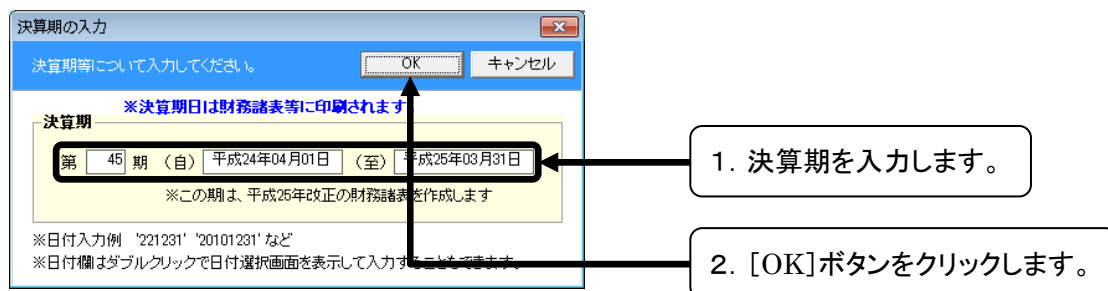 決算期の入力
決算期等について入力してください。 OK キャンセル
※決算期日は財務諸表等に印刷されます
決算期
第 45 期 (自) 平成24年04月01日 (至) 平成25年03月31日
※この期は、平成25年改正の財務諸表を作成します
※日付入力例 '221231' '20101231' など
※日付欄はダブルクリックで日付選択画面を表示して入力することもできます。
1. 決算期を入力します。
2. [OK]ボタンをクリックします。